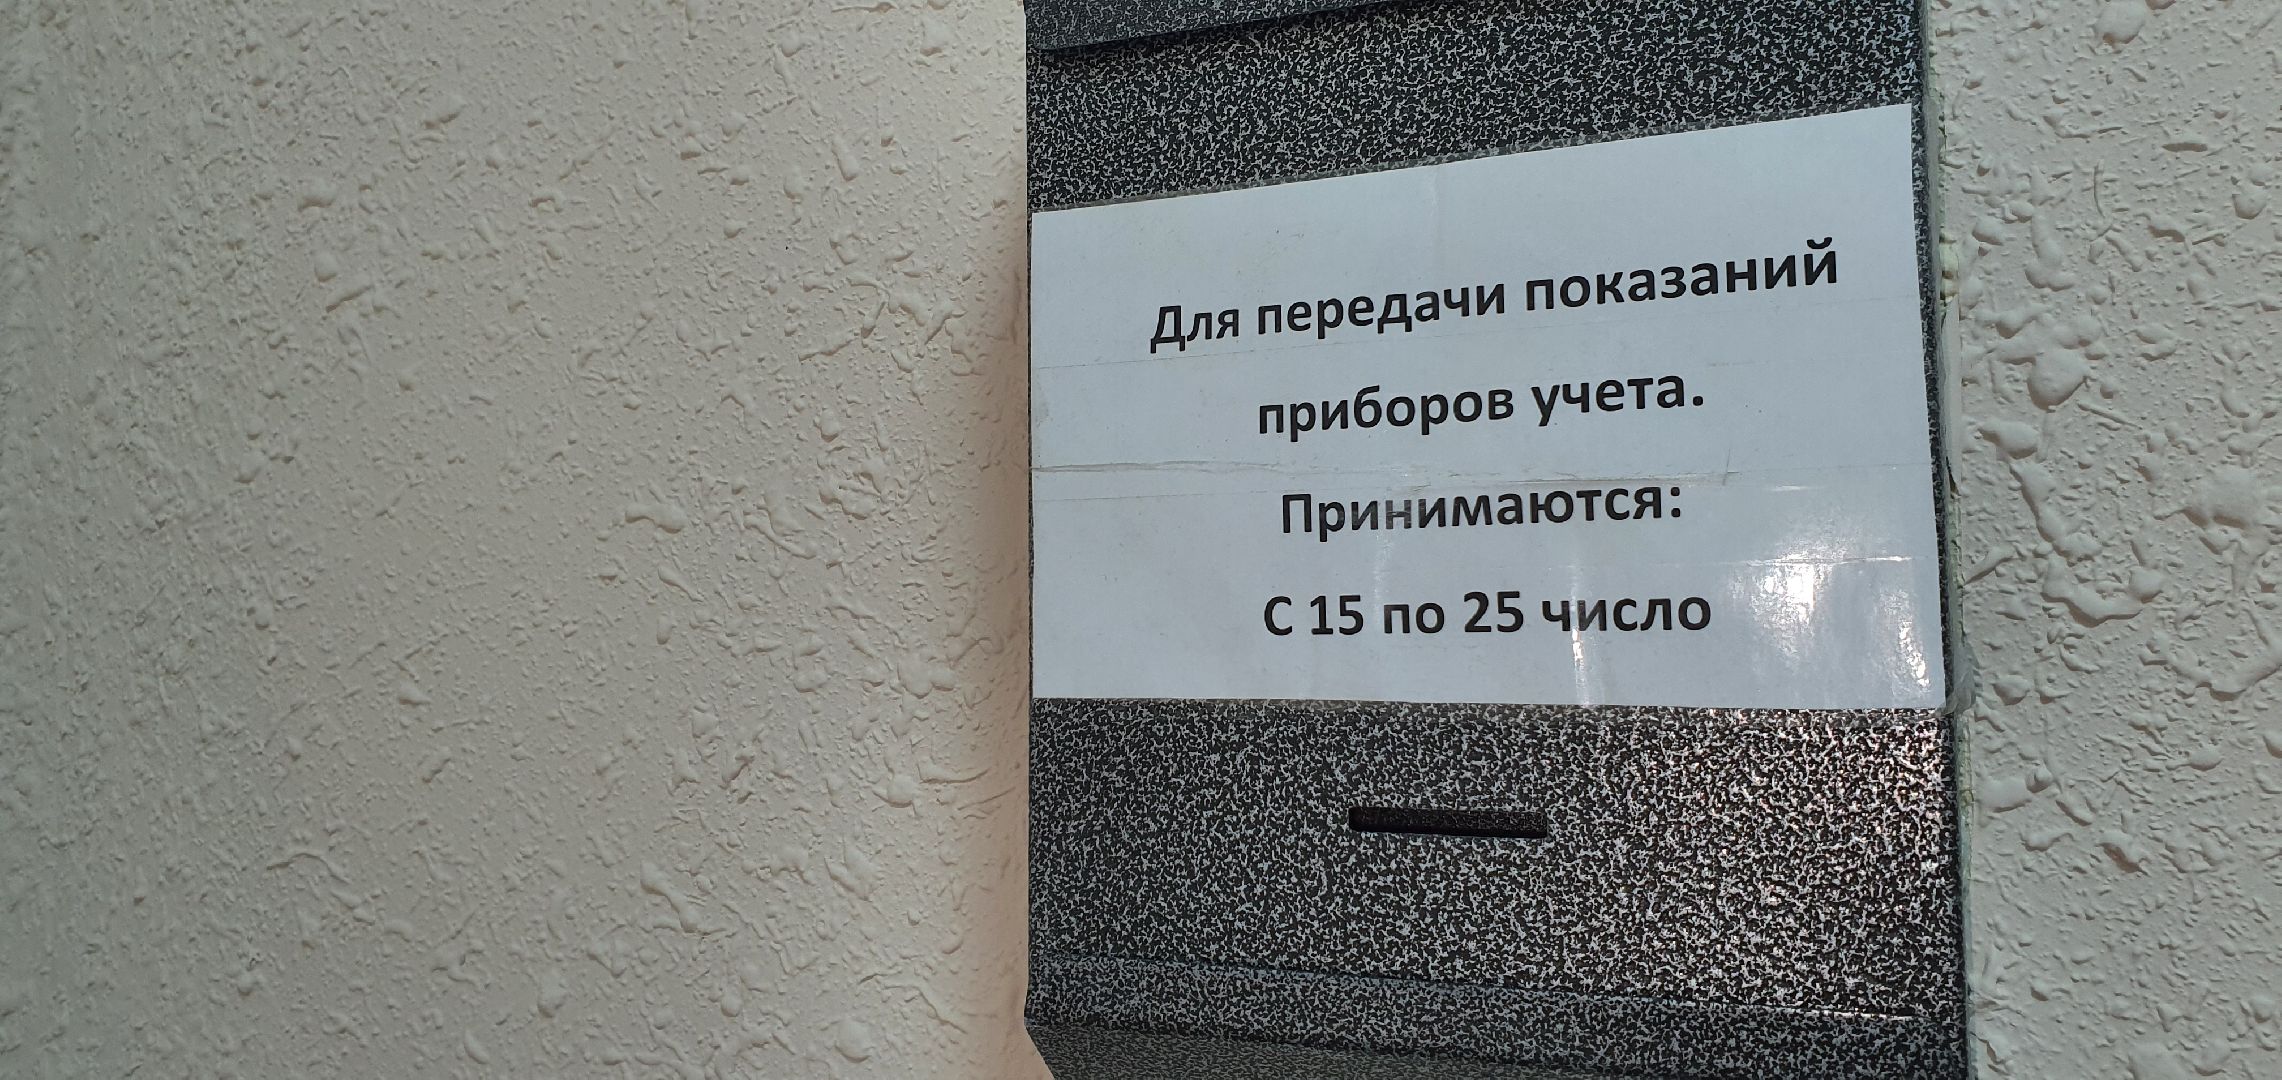 Для передачи показаний
приборов учета.
Принимаются:
С 15 по 25 число